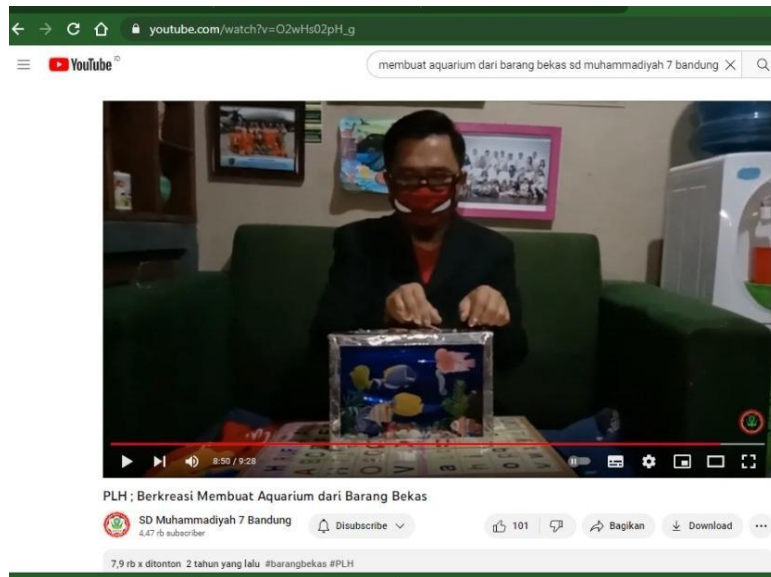 youtube.com/watch?v=O2wHs02pH_g
YouTube ID
membuat aquarium dari barang bekas sd muhammadiyah 7 bandung
8:50 / 9:28
PLH ; Berkreasi Membuat Aquarium dari Barang Bekas
SD Muhammadiyah 7 Bandung
4,47 rb subscriber
Disubscribe
101
Bagikan
Download
7,9 rb x ditonton 2 tahun yang lalu #barangbekas #PLH